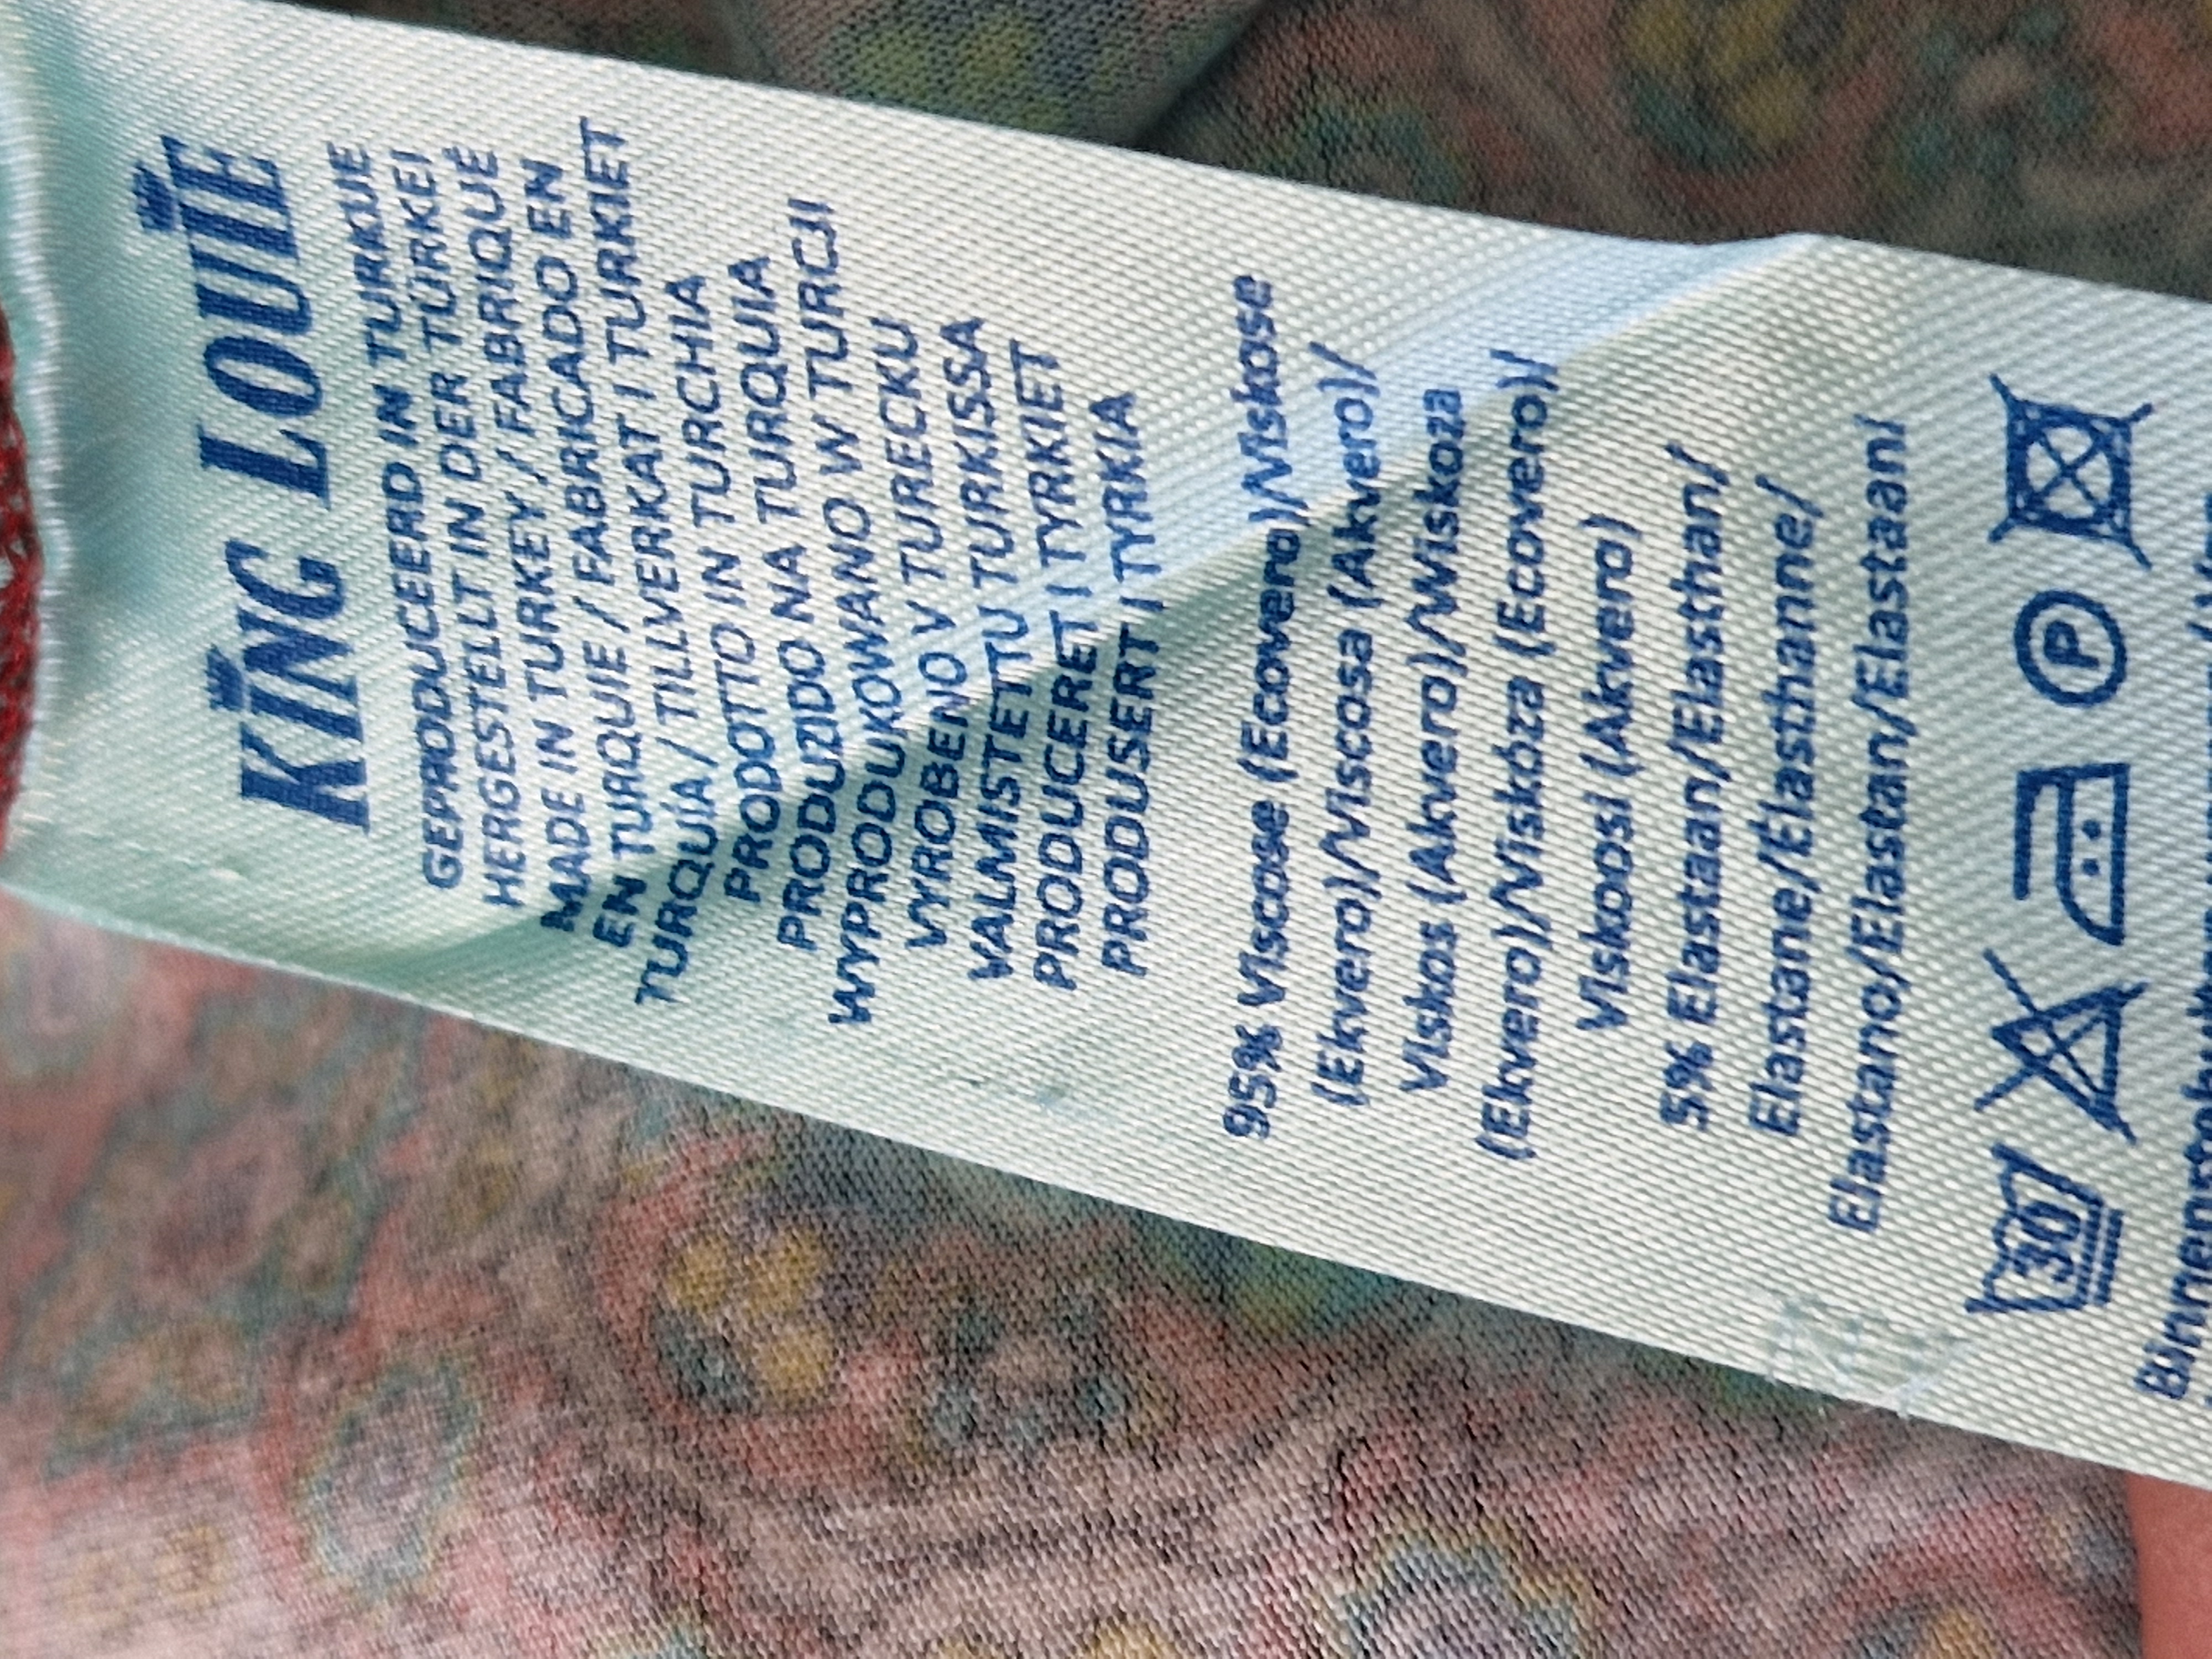 KING LOUIE
GEPRODUCEERD IN TURKIJE
HERGESTELLT IN DER TÜRKEI
MADE IN TURKEY / FABRIQUÉ
EN TURQUIE / FABRICADO EN
TURQUÍA / TILLVERKAT I TURKIET
PRODOTTO IN TURCHIA
PRODUZIDO NA TURQUIA
WYPRODUKOWANO W TURCJI
VYROBENO V TURECKU
VALMISTETTU TURKISSA
PRODUCERET I TYRKIET
PRODUSERT I TYRKIA
95% Viscose (Ecovero)/Viskose
(Ekvero)/Viscosa (Akvero)/
Viskos (Akvero)/Wiskoza
(Ekvero)/Viskóza (Ecovero)/
Viskoosi (Akvero)
5% Elastaan/Elasthan/
Elastane/Élasthanne/
Elastano/Elastan/Elastaani
30
P